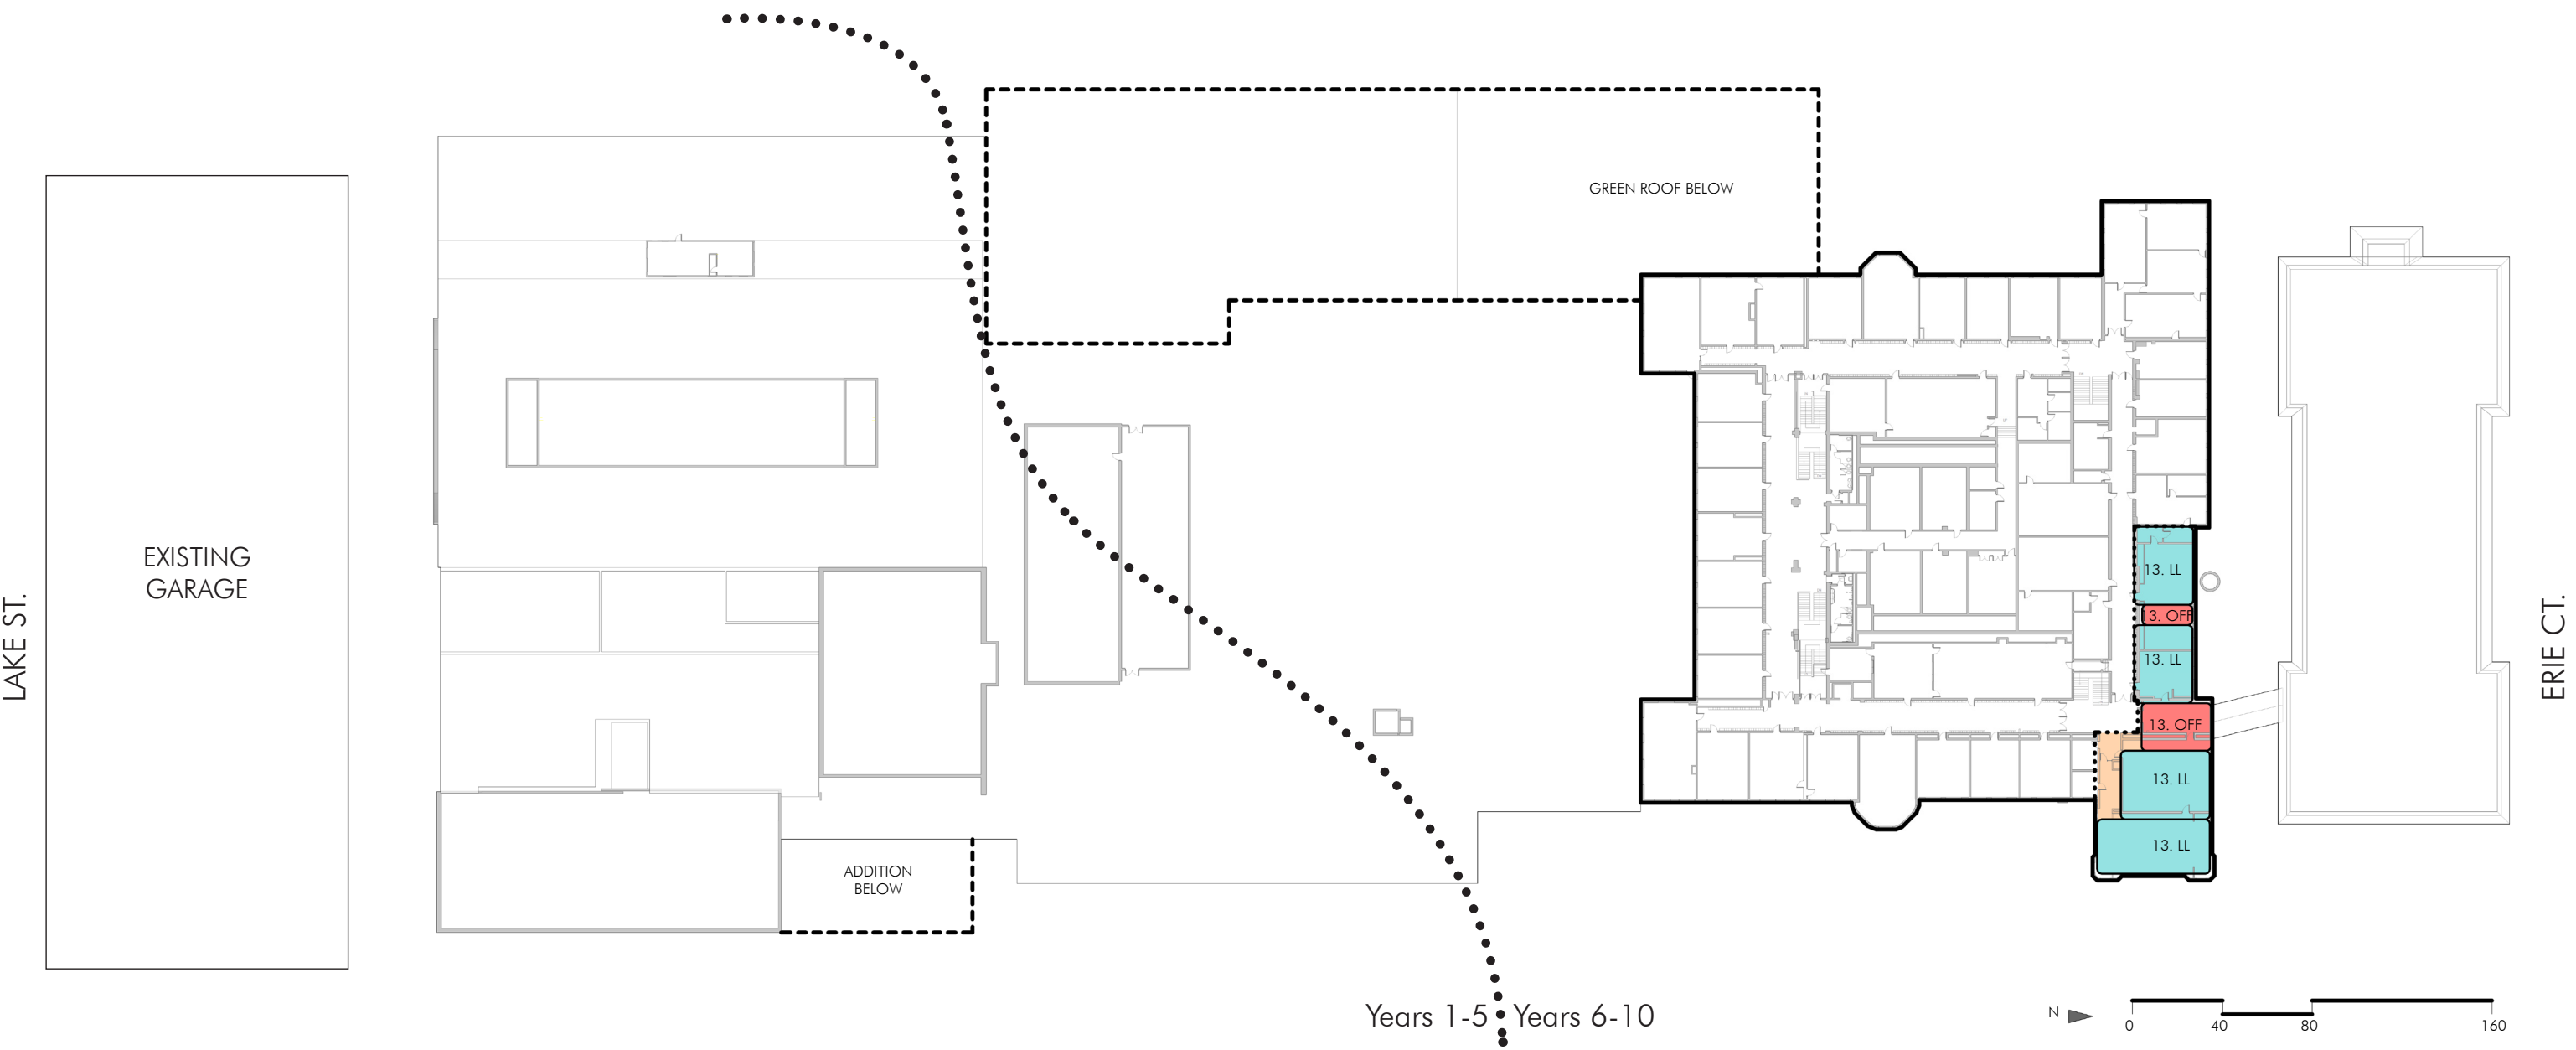 GREEN ROOF BELOW
EXISTING
GARAGE
LAKE ST.
ERIE CT.
13. LL
13. OFF
13. LL
13. OFF
13. LL
13. LL
ADDITION
BELOW
Years 1-5
Years 6-10
N
0
40
80
160